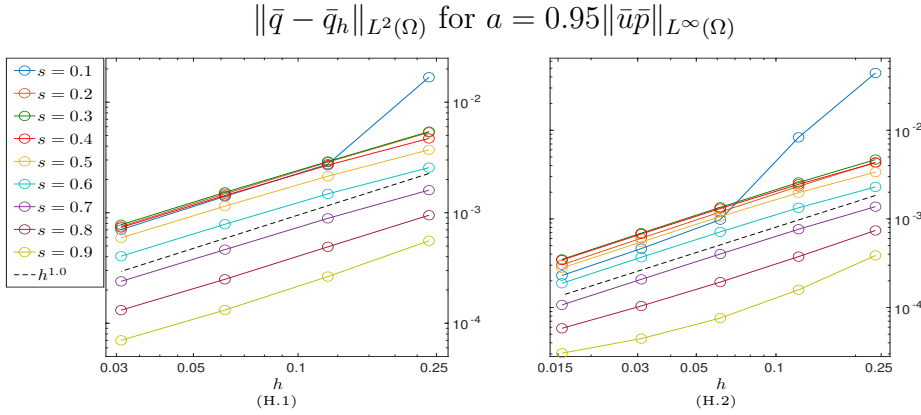 ‖q̄ − q̄_h‖_{L²(Ω)} for a = 0.95‖ūp̄‖_{L^∞(Ω)}
s = 0.1
s = 0.2
s = 0.3
s = 0.4
s = 0.5
s = 0.6
s = 0.7
s = 0.8
s = 0.9
h^{1.0}
10^{-2}
10^{-3}
10^{-4}
0.03 0.05 0.1 0.25
h
(H.1)
10^{-2}
10^{-3}
10^{-4}
0.015 0.03 0.1 0.25
h
(H.2)